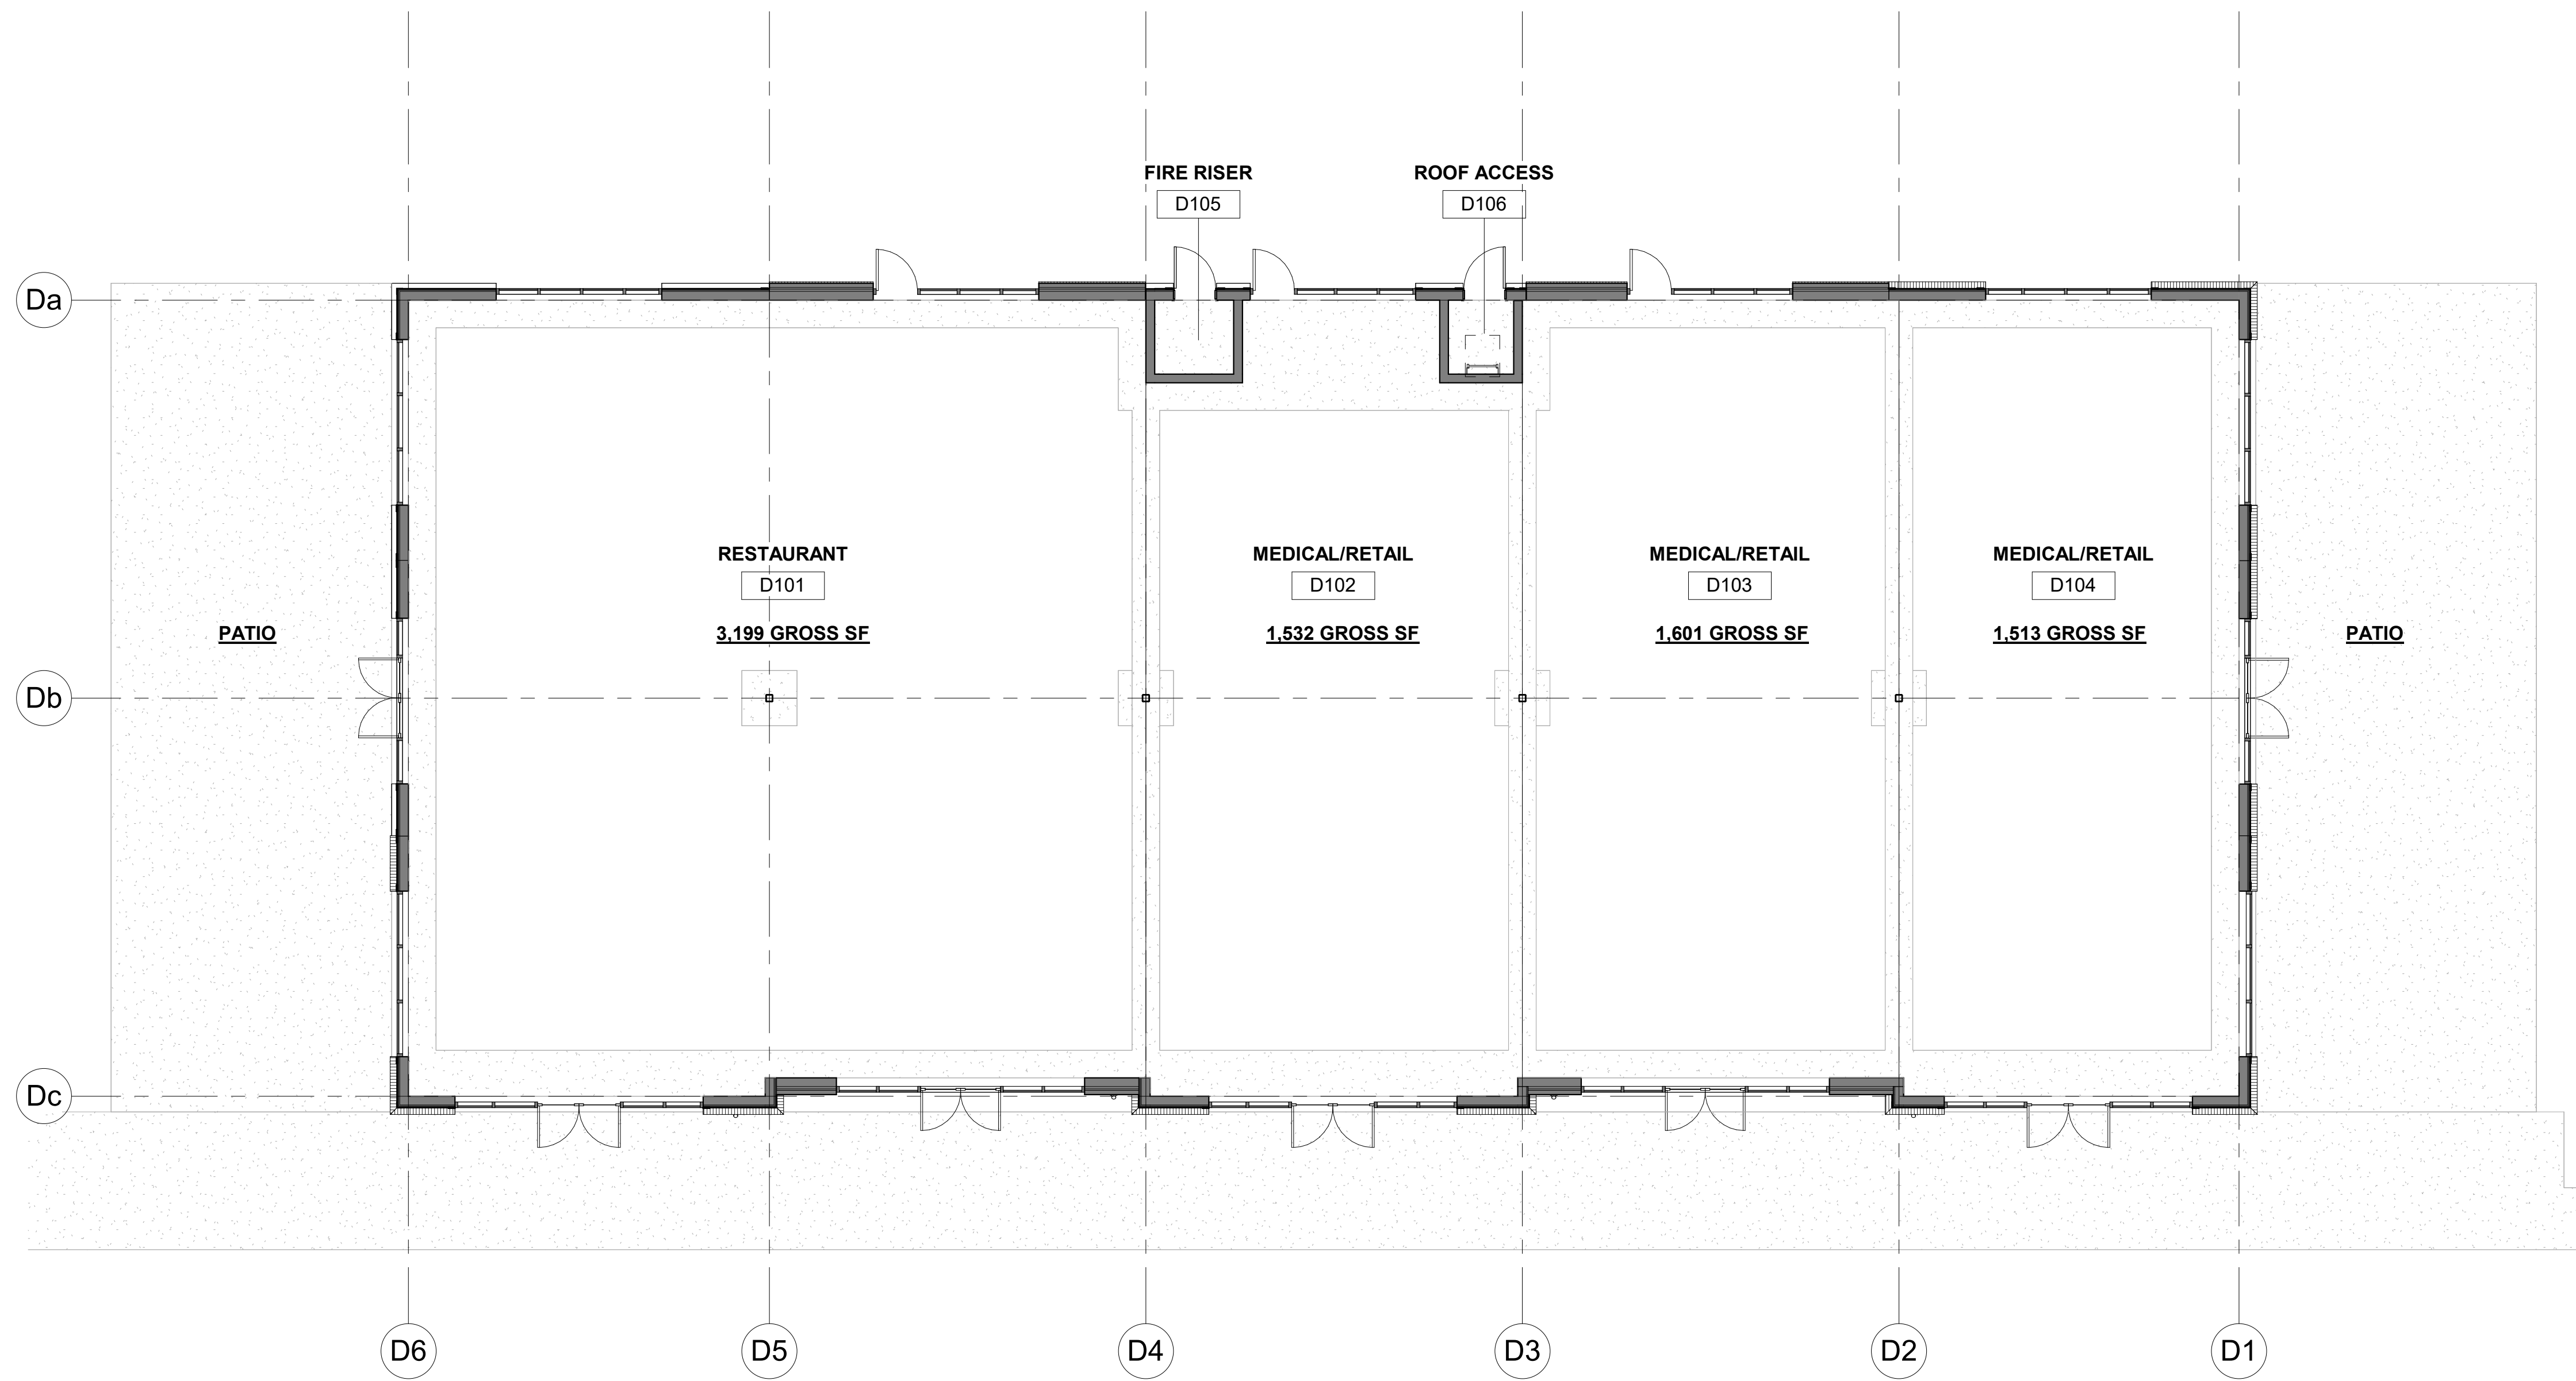 FIRE RISER
D105
ROOF ACCESS
D106
Da
RESTAURANT
D101
3,199 GROSS SF
MEDICAL/RETAIL
D102
1,532 GROSS SF
MEDICAL/RETAIL
D103
1,601 GROSS SF
MEDICAL/RETAIL
D104
1,513 GROSS SF
PATIO
PATIO
Db
Dc
D6
D5
D4
D3
D2
D1